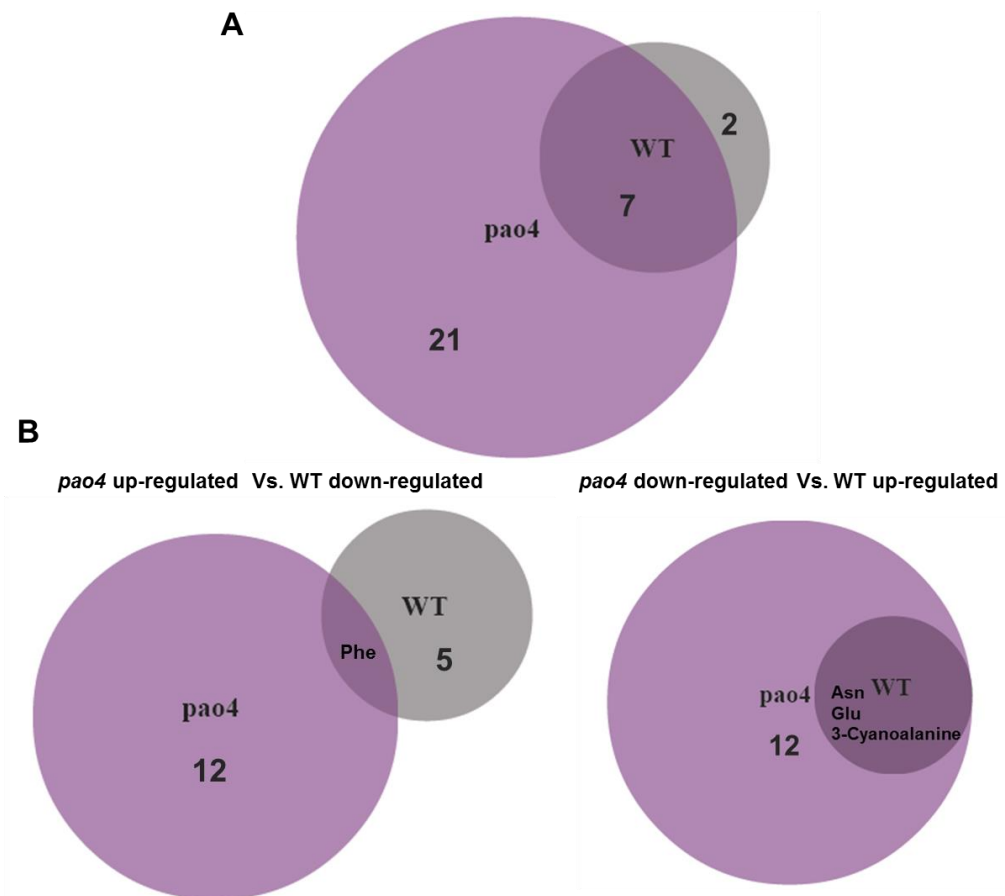 A
2
WT
7
pao4
21
B
pao4 up-regulated Vs. WT down-regulated
WT
Phe
5
pao4
12
pao4 down-regulated Vs. WT up-regulated
pao4
12
Asn WT
Glu
3-Cyanoalanine